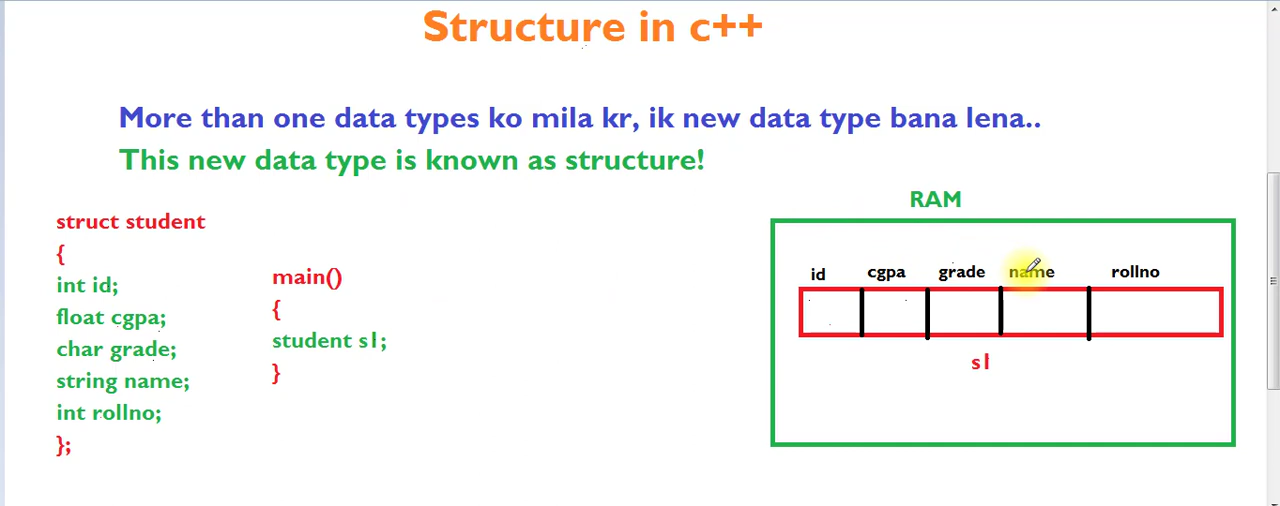 Structure in c++
More than one data types ko mila kr, ik new data type bana lena..
This new data type is known as structure!
struct student
{
int id;
float cgpa;
char grade;
string name;
int rollno;
};
main()
{
student s1;
}
RAM
id cgpa grade name rollno
s1